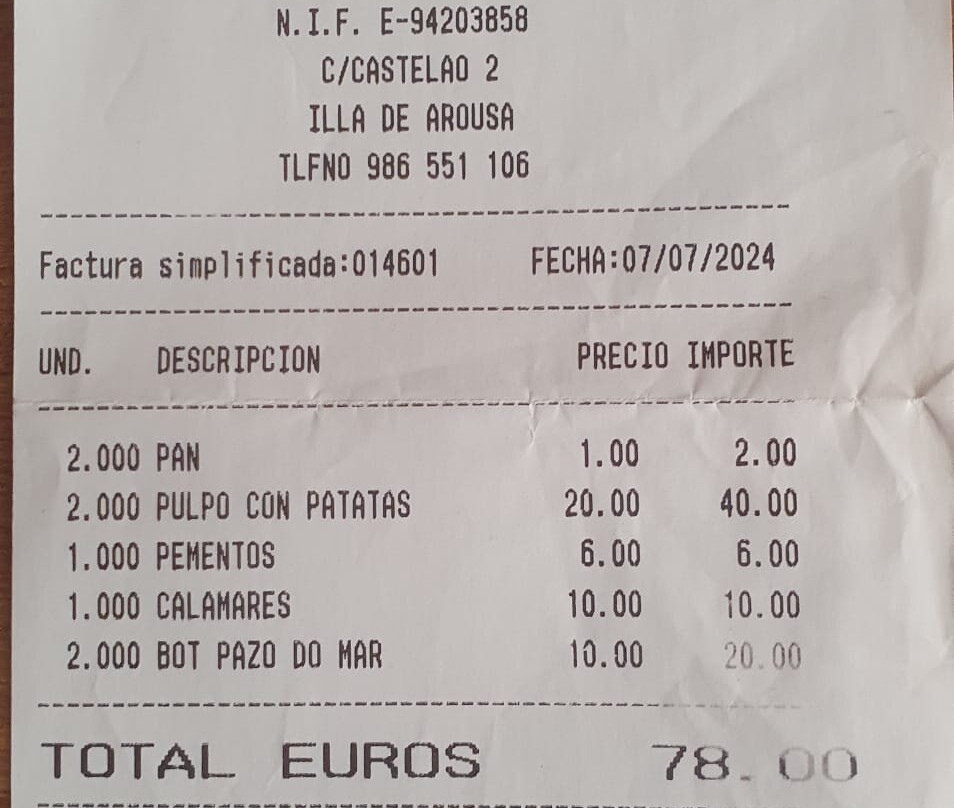 N.I.F. E-94203858
C/CASTELAO 2
ILLA DE AROUSA
TLFNO 986 551 106
Factura simplificada:014601 FECHA:07/07/2024
UND. DESCRIPCION PRECIO IMPORTE
2.000 PAN 1.00 2.00
2.000 PULPO CON PATATAS 20.00 40.00
1.000 PEMENTOS 6.00 6.00
1.000 CALAMARES 10.00 10.00
2.000 BOT PAZO DO MAR 10.00 20.00
TOTAL EUROS 78.00